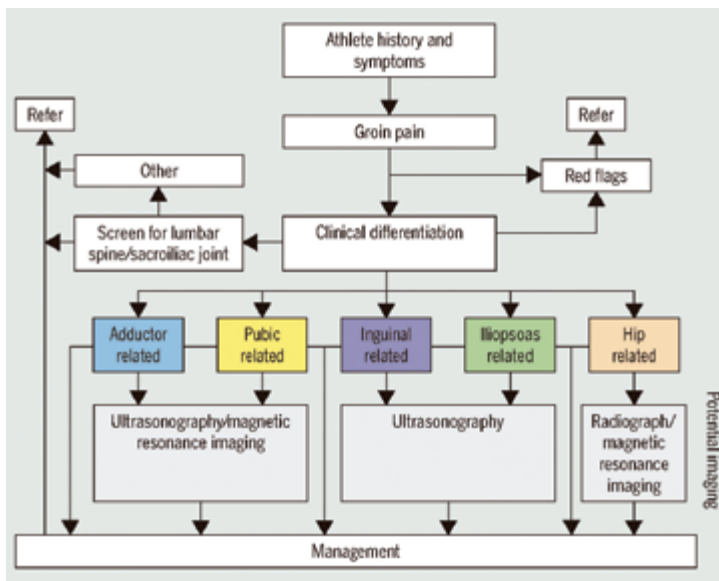 Athlete history and
symptoms
Refer
Groin pain
Refer
Other
Red flags
Screen for lumbar
spine/sacroiliac joint
Clinical differentiation
Adductor
related
Pubic
related
Inguinal
related
Iliopsoas
related
Hip
related
Ultrasonography/magnetic
resonance imaging
Ultrasonography
Radiograph/
magnetic
resonance
imaging
Potential imaging
Management